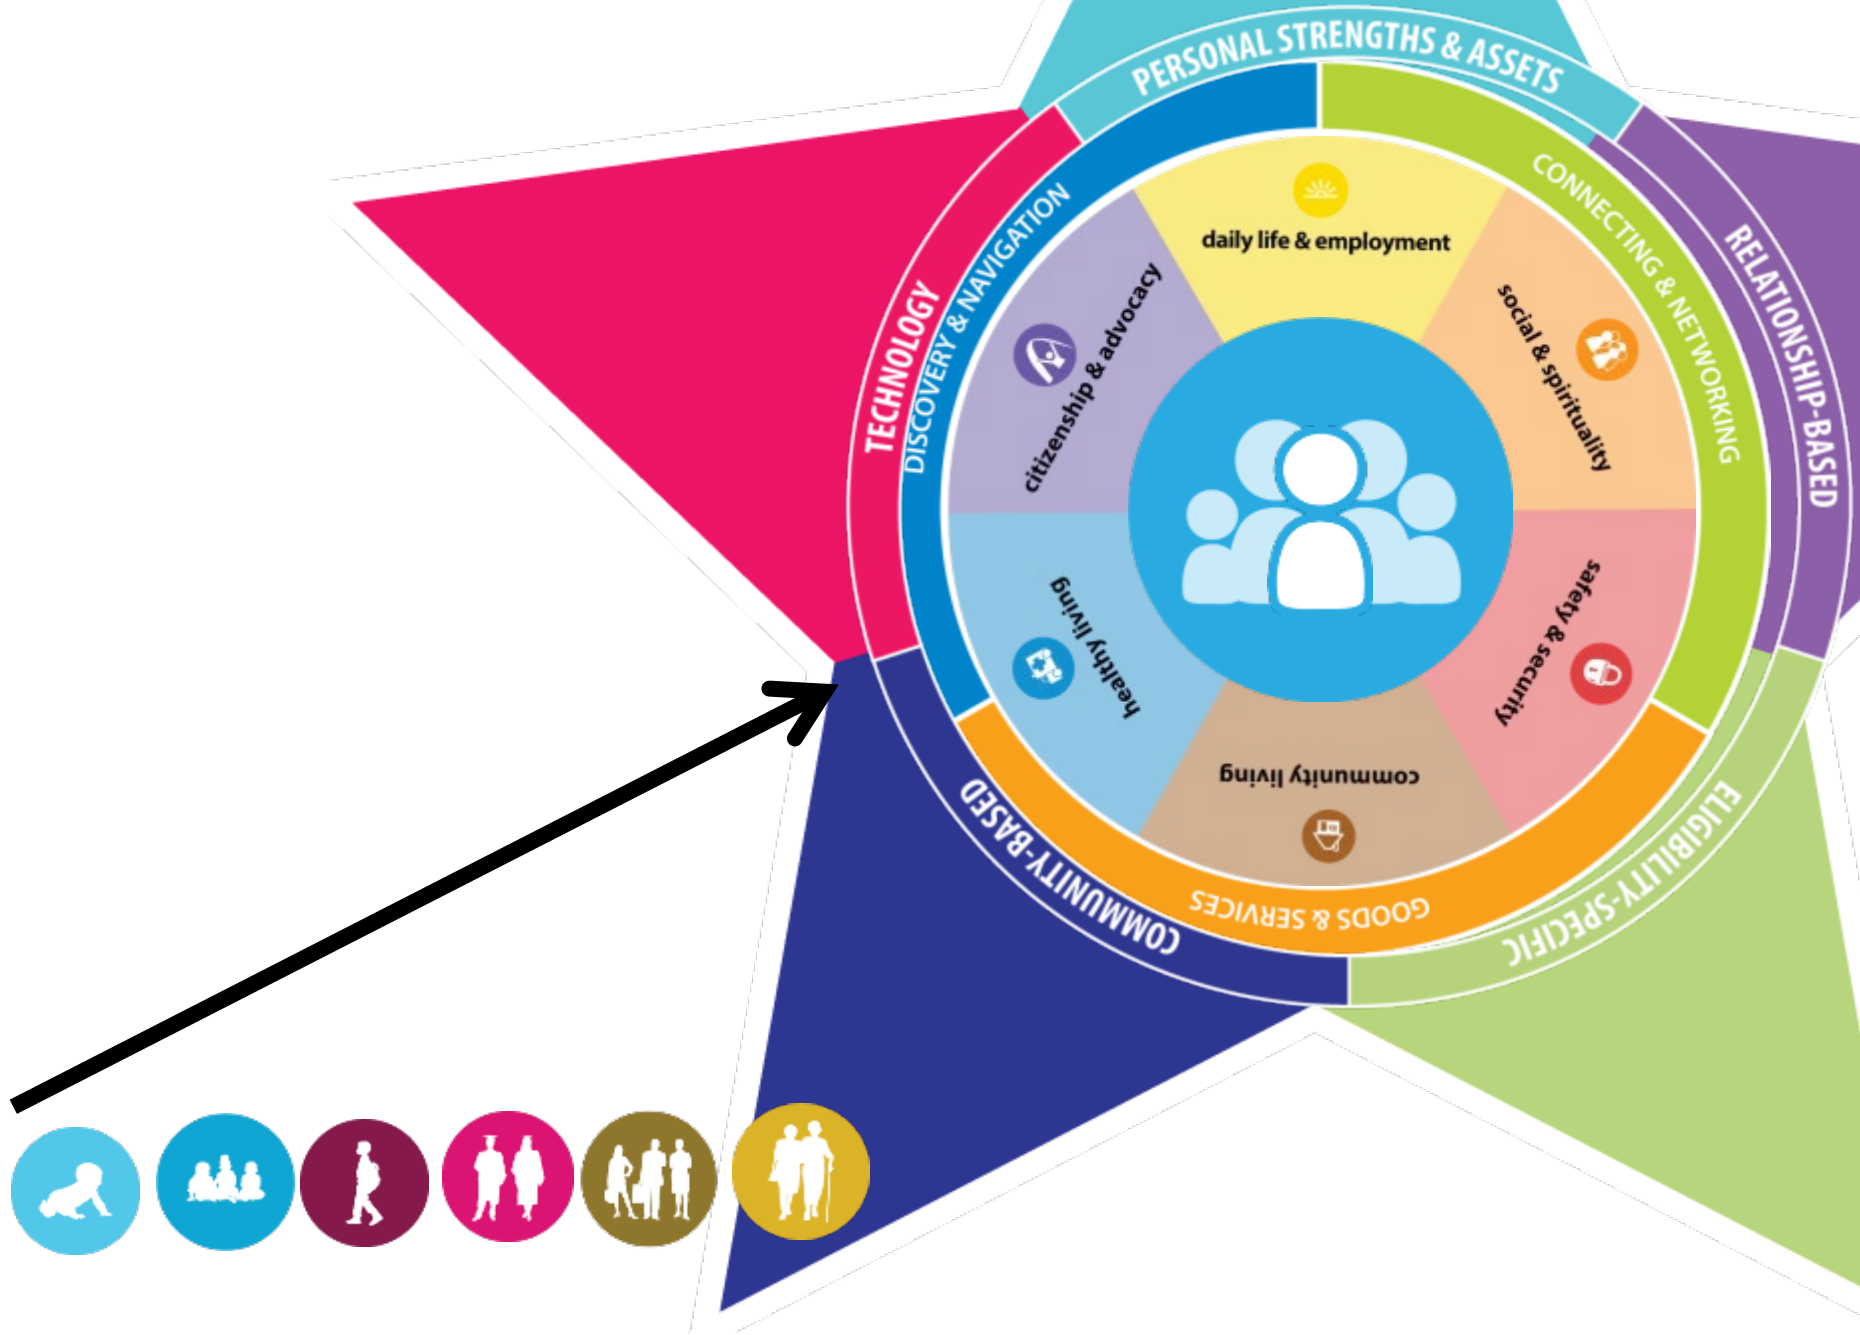 PERSONAL STRENGTHS & ASSETS
TECHNOLOGY
DISCOVERY & NAVIGATION
CONNECTING & NETWORKING
RELATIONSHIP-BASED
daily life & employment
citizenship & advocacy
social & spirituality
healthy living
safety & security
community living
GOODS & SERVICES
COMMUNITY-BASED
ELIGIBILITY-SPECIFIC